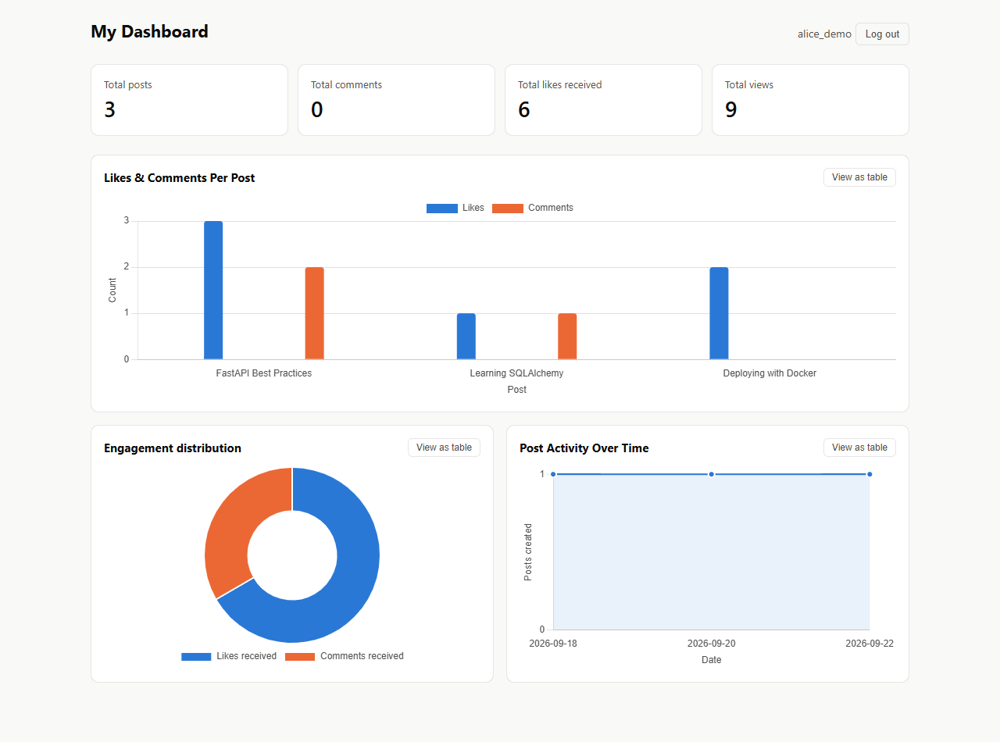 My Dashboard
alice_demo Log out
Total posts
3
Total comments
0
Total likes received
6
Total views
9
Likes & Comments Per Post
View as table
Likes Comments
3
2
1
0
Count
FastAPI Best Practices Learning SQLAlchemy Deploying with Docker
Post
Engagement distribution
View as table
Likes received Comments received
Post Activity Over Time
View as table
1
0
Posts created
2026-09-18 2026-09-20 2026-09-22
Date